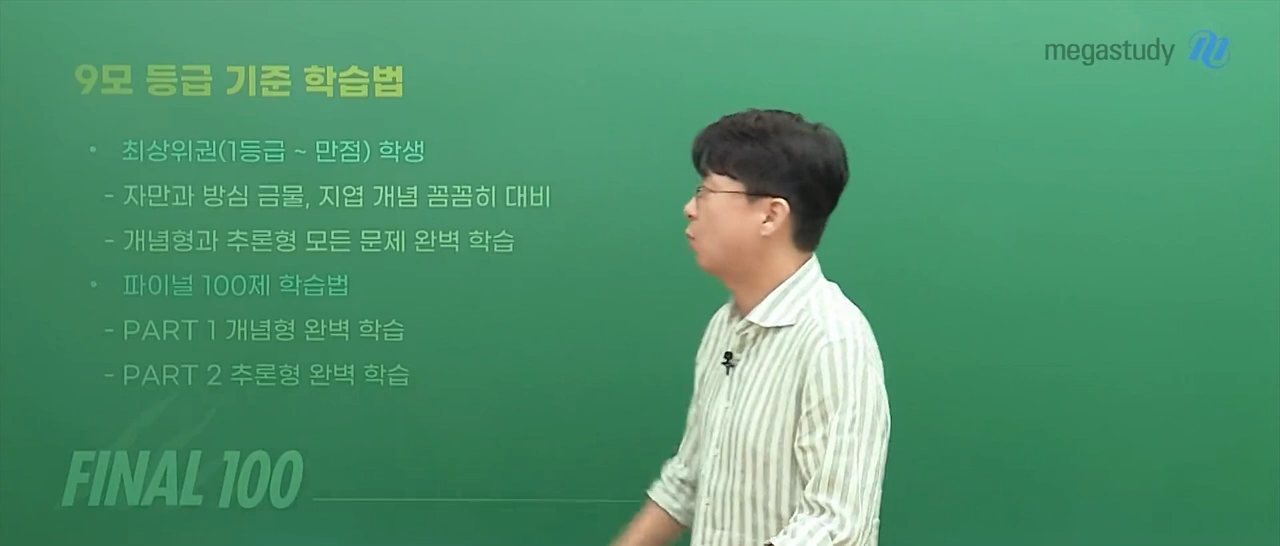 megastudy
9모 등급 기준 학습법
• 최상위권(1등급 ~ 만점) 학생
- 자만과 방심 금물, 지엽 개념 꼼꼼히 대비
- 개념형과 추론형 모든 문제 완벽 학습
• 파이널 100제 학습법
- PART 1 개념형 완벽 학습
- PART 2 추론형 완벽 학습
FINAL 100